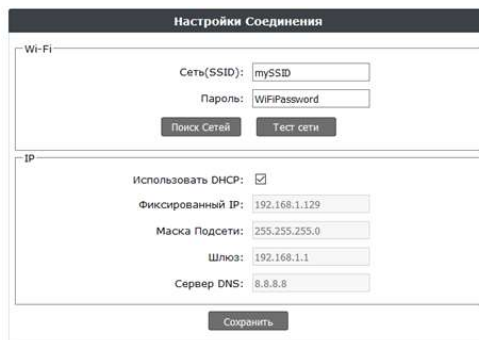 Настройки Соединения
Wi-Fi
Сеть(SSID): mySSID
Пароль: WiFiPassword
Поиск Сетей Тест сети
IP
Использовать DHCP:
Фиксированный IP: 192.168.1.129
Маска Подсети: 255.255.255.0
Шлюз: 192.168.1.1
Сервер DNS: 8.8.8.8
Сохранить